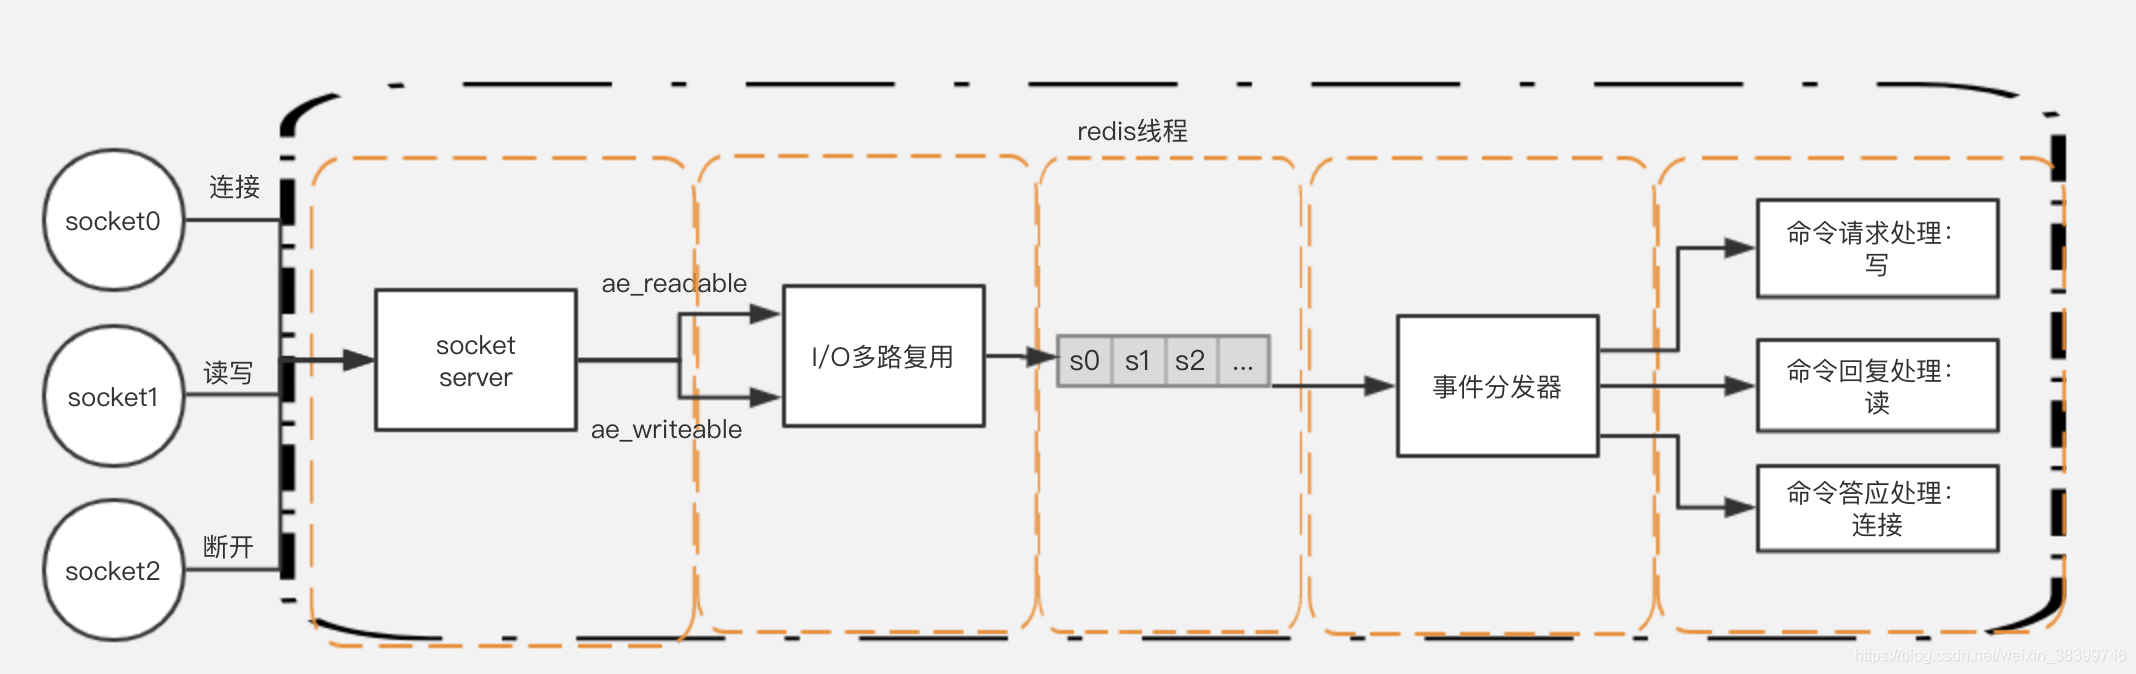 redis线程
连接
socket0
读写
socket1
断开
socket2
socket
server
ae_readable
ae_writeable
I/O多路复用
s0 s1 s2 ...
事件分发器
命令请求处理：
写
命令回复处理：
读
命令答应处理：
连接
https://blog.csdn.net/weixin_38399746